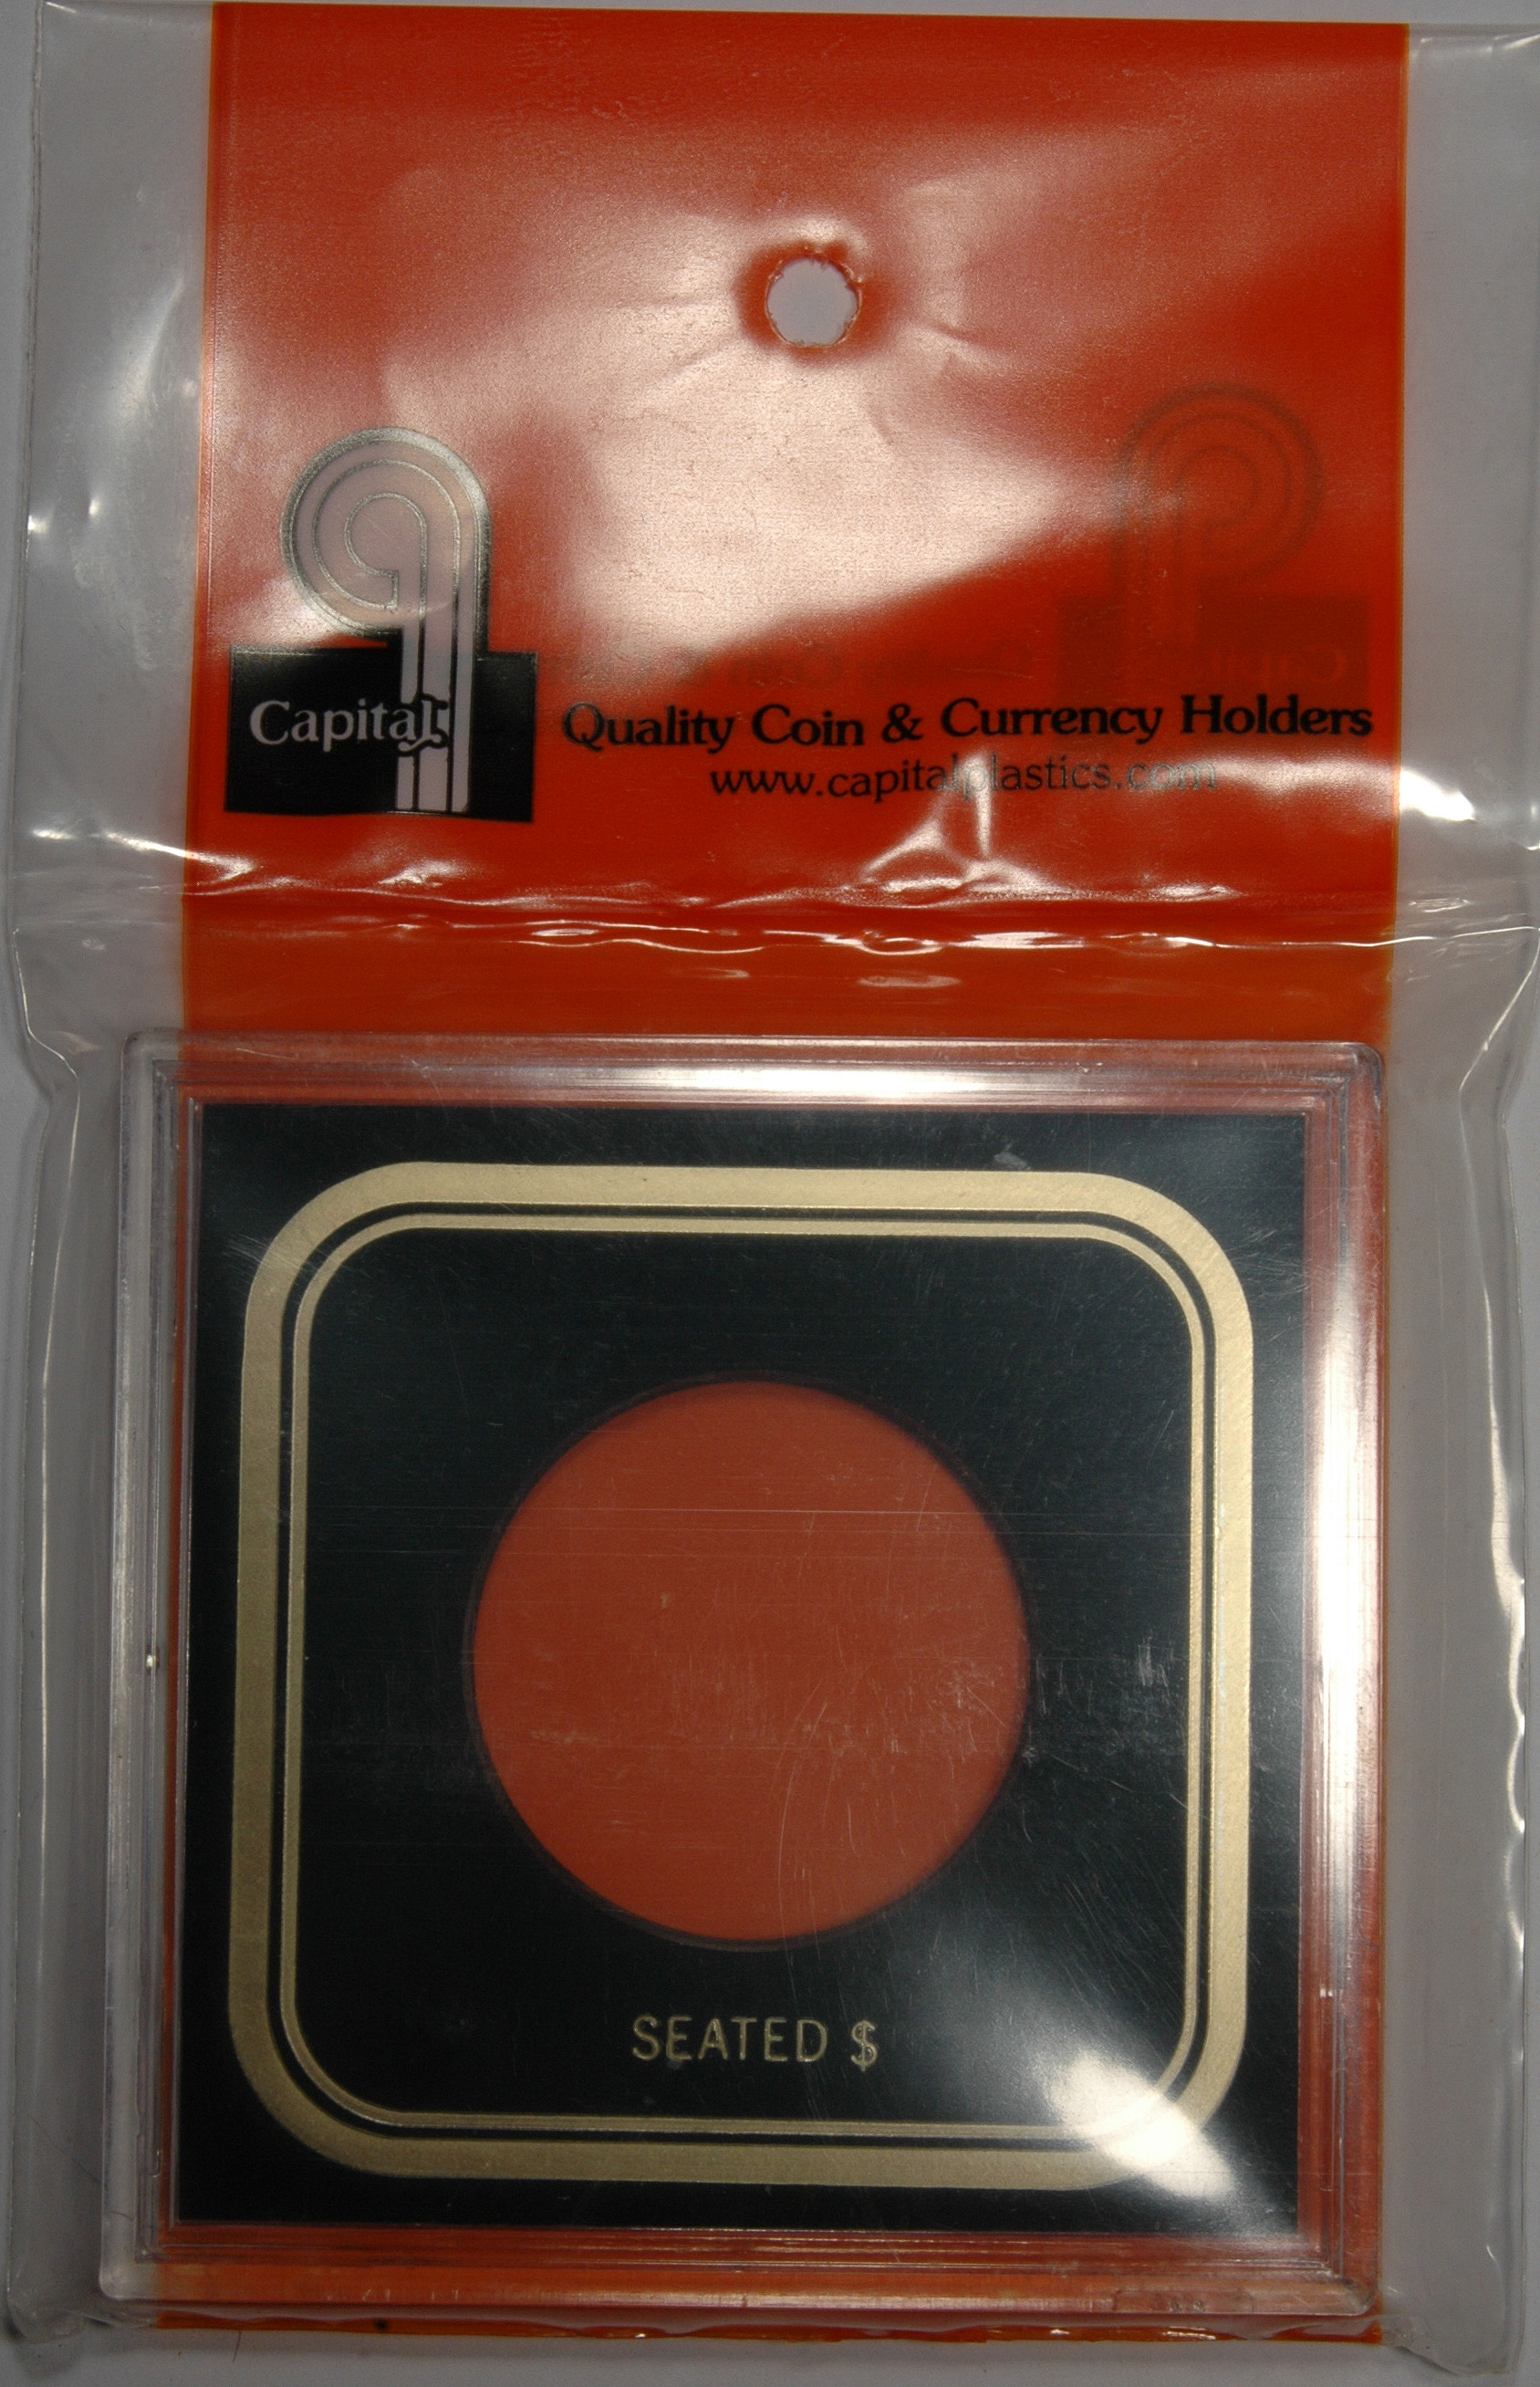 Capital
Quality Coin & Currency Holders
www.capitalplastics.com
SEATED $